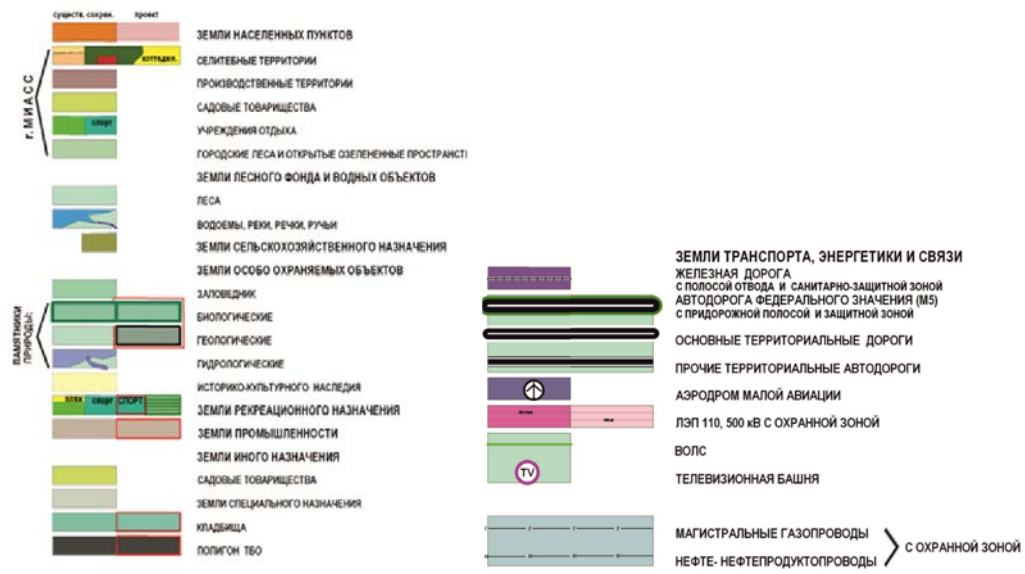 существ. сохран. проект
ЗЕМЛИ НАСЕЛЕННЫХ ПУНКТОВ
г. МИАСС
коттеджн.
СЕЛИТЕБНЫЕ ТЕРРИТОРИИ
ПРОИЗВОДСТВЕННЫЕ ТЕРРИТОРИИ
САДОВЫЕ ТОВАРИЩЕСТВА
спорт
УЧРЕЖДЕНИЯ ОТДЫХА
ГОРОДСКИЕ ЛЕСА И ОТКРЫТЫЕ ОЗЕЛЕНЕННЫЕ ПРОСТРАНСТ
ЗЕМЛИ ЛЕСНОГО ФОНДА И ВОДНЫХ ОБЪЕКТОВ
ЛЕСА
ВОДОЕМЫ, РЕКИ, РЕЧКИ, РУЧЬИ
ЗЕМЛИ СЕЛЬСКОХОЗЯЙСТВЕННОГО НАЗНАЧЕНИЯ
ЗЕМЛИ ОСОБО ОХРАНЯЕМЫХ ОБЪЕКТОВ
ЗАПОВЕДНИК
ПАМЯТНИКИ ПРИРОДЫ:
БИОЛОГИЧЕСКИЕ
ГЕОЛОГИЧЕСКИЕ
ГИДРОЛОГИЧЕСКИЕ
ИСТОРИКО-КУЛЬТУРНОГО НАСЛЕДИЯ
пляж спорт СПОРТ
ЗЕМЛИ РЕКРЕАЦИОННОГО НАЗНАЧЕНИЯ
ЗЕМЛИ ПРОМЫШЛЕННОСТИ
ЗЕМЛИ ИНОГО НАЗНАЧЕНИЯ
САДОВЫЕ ТОВАРИЩЕСТВА
ЗЕМЛИ СПЕЦИАЛЬНОГО НАЗНАЧЕНИЯ
КЛАДБИЩА
ПОЛИГОН ТБО
ЗЕМЛИ ТРАНСПОРТА, ЭНЕРГЕТИКИ И СВЯЗИ
ЖЕЛЕЗНАЯ ДОРОГА
С ПОЛОСОЙ ОТВОДА И САНИТАРНО-ЗАЩИТНОЙ ЗОНОЙ
АВТОДОРОГА ФЕДЕРАЛЬНОГО ЗНАЧЕНИЯ (М5)
С ПРИДОРОЖНОЙ ПОЛОСОЙ И ЗАЩИТНОЙ ЗОНОЙ
ОСНОВНЫЕ ТЕРРИТОРИАЛЬНЫЕ ДОРОГИ
ПРОЧИЕ ТЕРРИТОРИАЛЬНЫЕ АВТОДОРОГИ
АЭРОДРОМ МАЛОЙ АВИАЦИИ
ЛЭП 110, 500 кВ С ОХРАННОЙ ЗОНОЙ
ВОЛС
TV
ТЕЛЕВИЗИОННАЯ БАШНЯ
МАГИСТРАЛЬНЫЕ ГАЗОПРОВОДЫ
НЕФТЕ- НЕФТЕПРОДУКТОПРОВОДЫ
С ОХРАННОЙ ЗОНОЙ